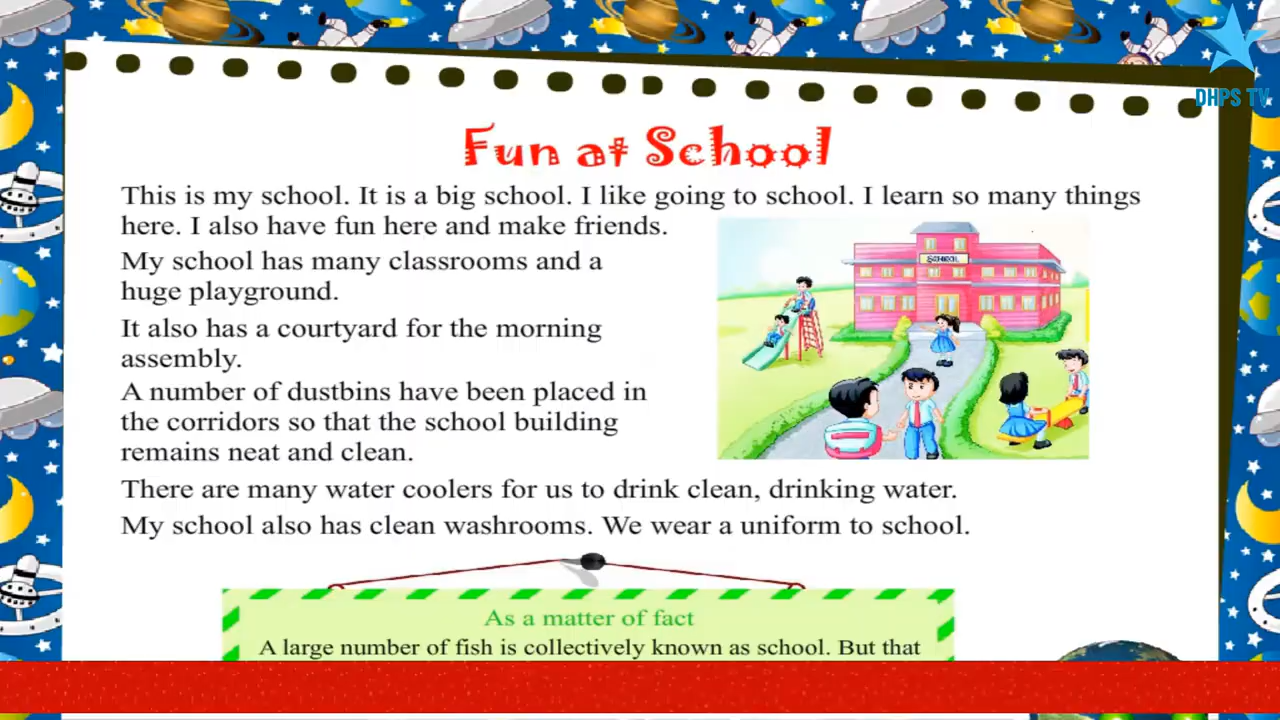 DHPS TV
Fun at School
This is my school. It is a big school. I like going to school. I learn so many things
here. I also have fun here and make friends.
My school has many classrooms and a
huge playground.
It also has a courtyard for the morning
assembly.
A number of dustbins have been placed in
the corridors so that the school building
remains neat and clean.
SCHOOL
There are many water coolers for us to drink clean, drinking water.
My school also has clean washrooms. We wear a uniform to school.
As a matter of fact
A large number of fish is collectively known as school. But that